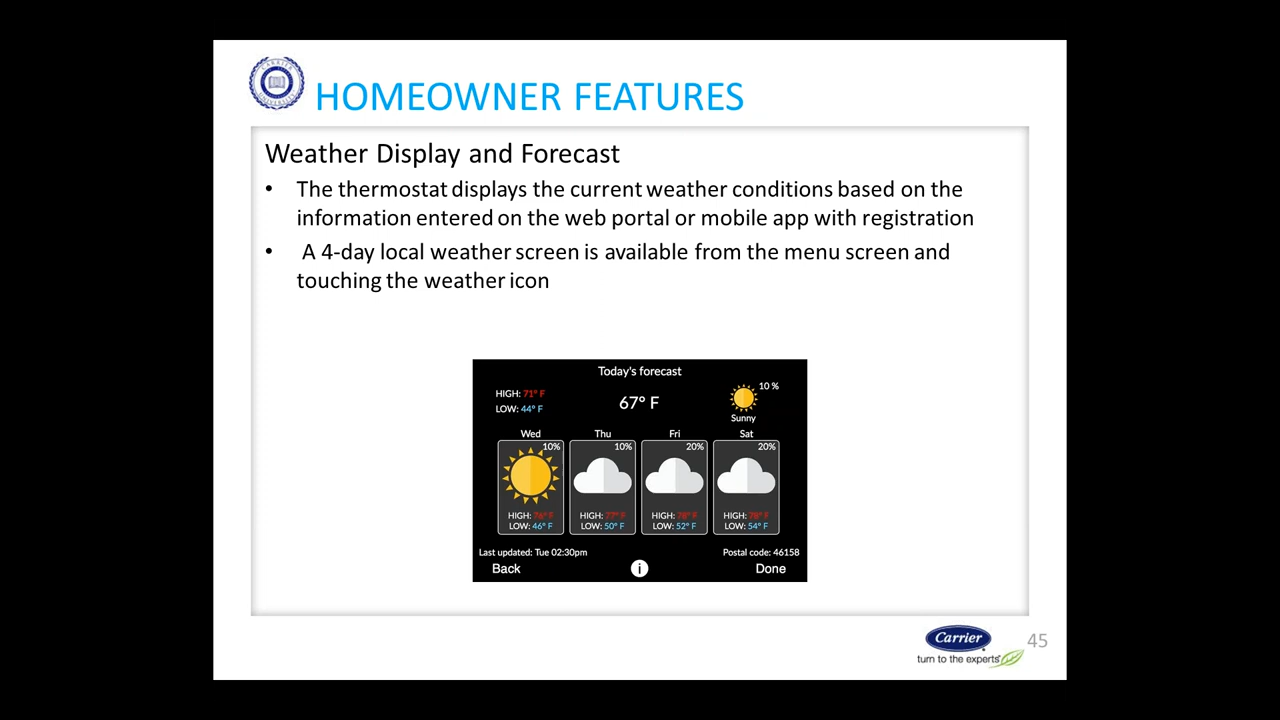 CARRIER
UNIVERSITY
HOMEOWNER FEATURES
Weather Display and Forecast
• The thermostat displays the current weather conditions based on the
information entered on the web portal or mobile app with registration
• A 4-day local weather screen is available from the menu screen and
touching the weather icon
Today's forecast
HIGH: 71° F
LOW: 44° F
67° F
10 %
Sunny
Wed Thu Fri Sat
10% 10% 20% 20%
HIGH: HIGH: 77° F HIGH: HIGH:
LOW: 46° F LOW: 50° F LOW: 52° F LOW: 54° F
Last updated: Tue 02:30pm Postal code: 46158
Back i Done
Carrier
turn to the experts
45